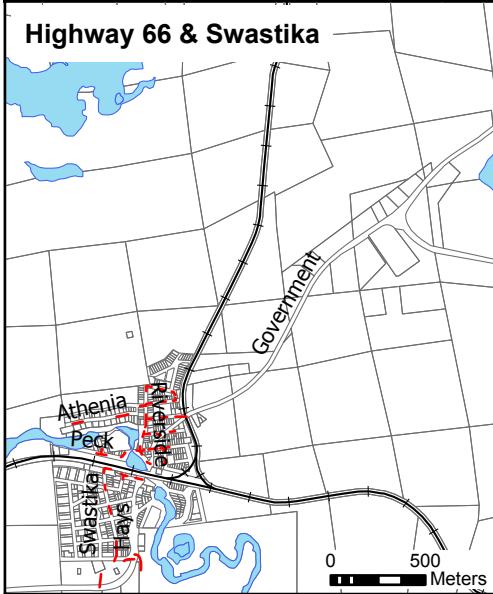 Highway 66 & Swastika
Government
Riverside
Athenia
Peck
Swastika
Hays
0 500
Meters